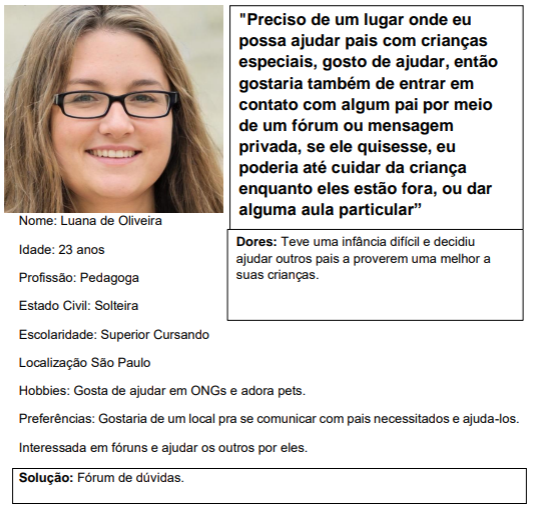 "Preciso de um lugar onde eu
possa ajudar pais com crianças
especiais, gosto de ajudar, então
gostaria também de entrar em
contato com algum pai por meio
de um fórum ou mensagem
privada, se ele quisesse, eu
poderia até cuidar da criança
enquanto eles estão fora, ou dar
alguma aula particular”
Dores: Teve uma infância difícil e decidiu
ajudar outros pais a proverem uma melhor a
suas crianças.
Nome: Luana de Oliveira
Idade: 23 anos
Profissão: Pedagoga
Estado Civil: Solteira
Escolaridade: Superior Cursando
Localização São Paulo
Hobbies: Gosta de ajudar em ONGs e adora pets.
Preferências: Gostaria de um local pra se comunicar com pais necessitados e ajuda-los.
Interessada em fóruns e ajudar os outros por eles.
Solução: Fórum de dúvidas.